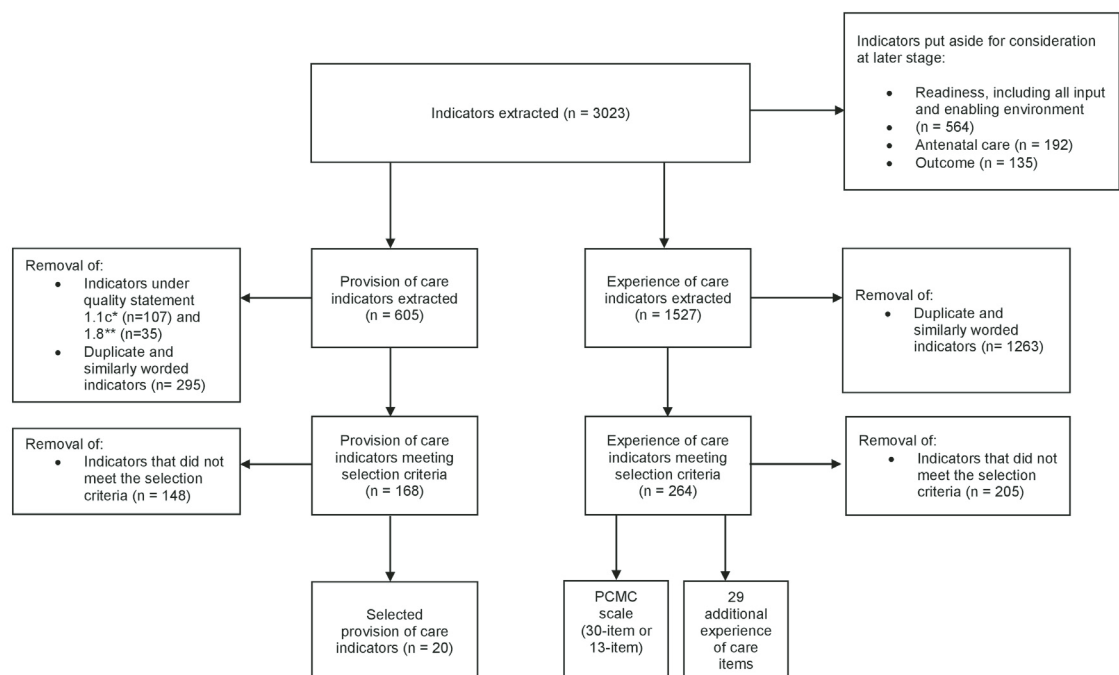 Indicators put aside for consideration
at later stage:
• Readiness, including all input
and enabling environment
• (n = 564)
• Antenatal care (n = 192)
• Outcome (n = 135)
Indicators extracted (n = 3023)
Removal of:
• Indicators under
quality statement
1.1c* (n=107) and
1.8** (n=35)
• Duplicate and
similarly worded
indicators (n= 295)
Provision of care
indicators extracted
(n = 605)
Experience of care
indicators extracted
(n = 1527)
Removal of:
• Duplicate and
similarly worded
indicators (n= 1263)
Removal of:
• Indicators that did not
meet the selection
criteria (n = 148)
Provision of care
indicators meeting
selection criteria
(n = 168)
Experience of care
indicators meeting
selection criteria
(n = 264)
Removal of:
• Indicators that did not
meet the selection
criteria (n = 205)
Selected
provision of care
indicators (n = 20)
PCMC
scale
(30-item or
13-item)
29
additional
experience
of care
items